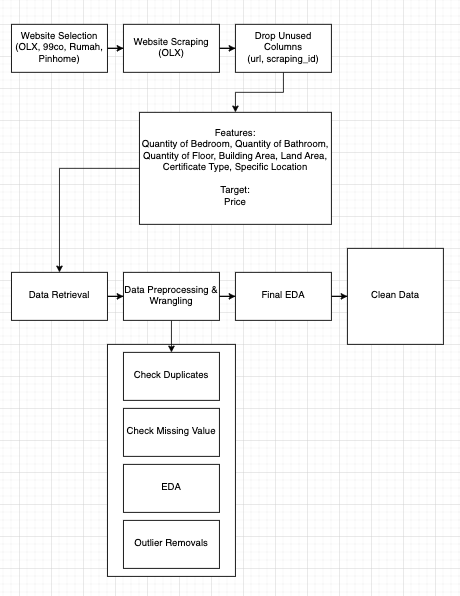 Website Selection
(OLX, 99co, Rumah,
Pinhome)
Website Scraping
(OLX)
Drop Unused
Columns
(url, scraping_id)
Features:
Quantity of Bedroom, Quantity of Bathroom,
Quantity of Floor, Building Area, Land Area,
Certificate Type, Specific Location
Target:
Price
Data Retrieval
Data Preprocessing &
Wrangling
Final EDA
Clean Data
Check Duplicates
Check Missing Value
EDA
Outlier Removals